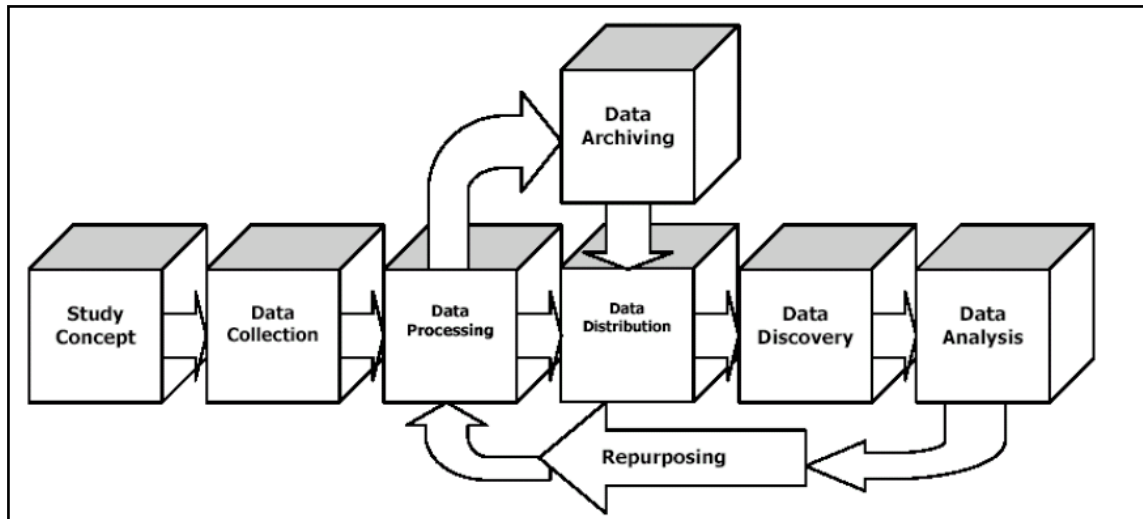 Data
Archiving
Study
Concept
Data
Collection
Data
Processing
Data
Distribution
Data
Discovery
Data
Analysis
Repurposing